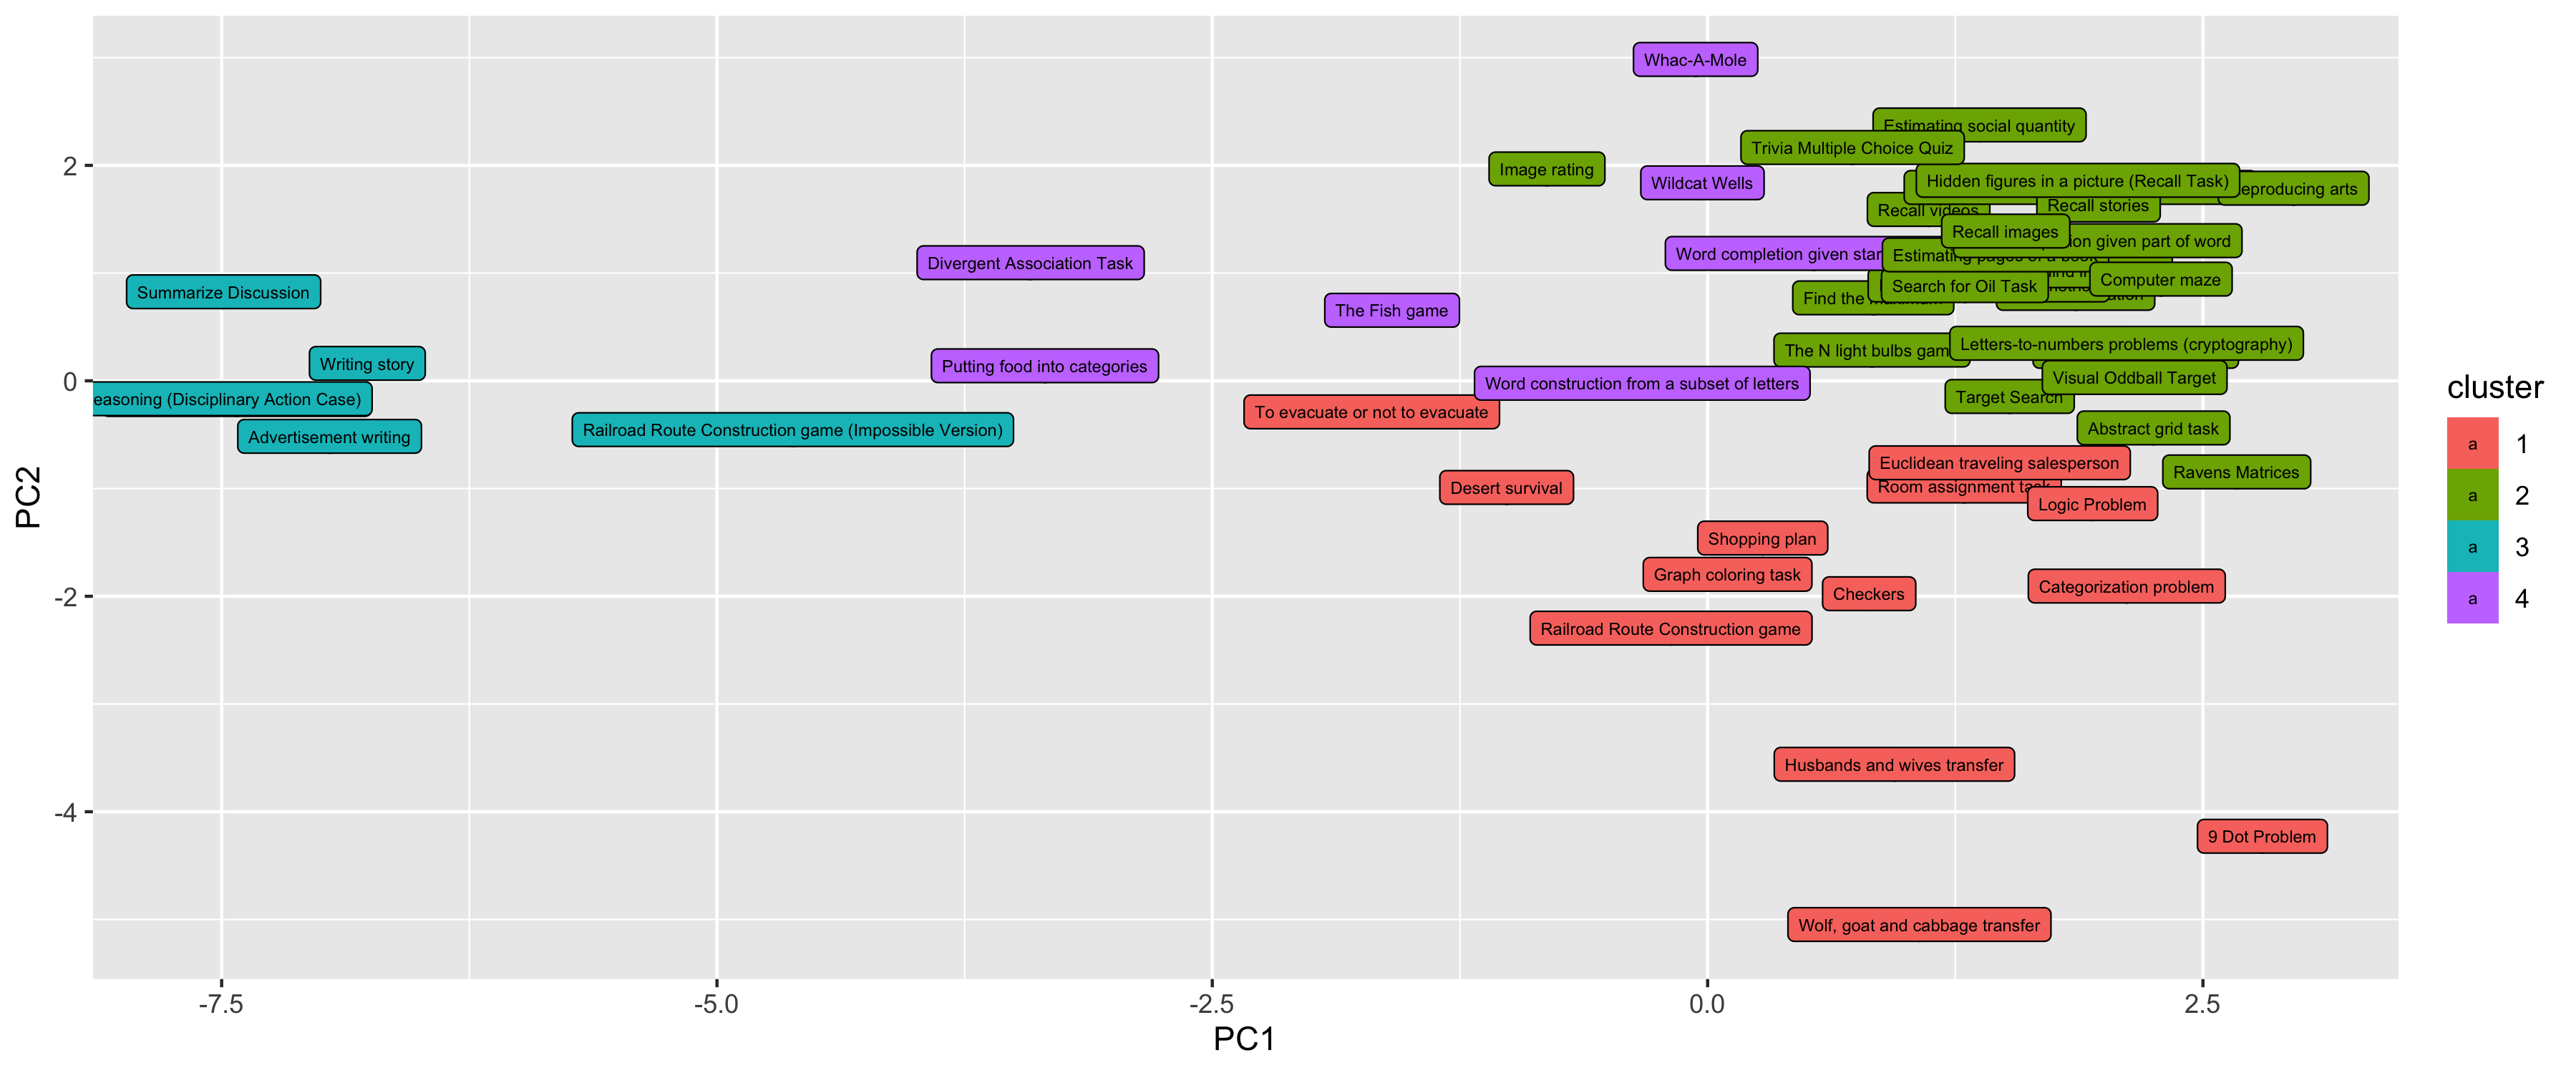 Whac-A-Mole
Estimating social quantity
Trivia Multiple Choice Quiz
Image rating
Wildcat Wells
Hidden figures in a picture (Recall Task)
eproducing arts
Recall videos
Recall stories
Recall images
ion given part of word
Word completion given star
Estimating pages of a book
Divergent Association Task
Computer maze
Search for Oil Task
Find the maximum
Summarize Discussion
The Fish game
The N light bulbs gam
Letters-to-numbers problems (cryptography)
Writing story
Putting food into categories
Visual Oddball Target
Word construction from a subset of letters
easoning (Disciplinary Action Case)
Target Search
To evacuate or not to evacuate
Advertisement writing
Railroad Route Construction game (Impossible Version)
Abstract grid task
Euclidean traveling salesperson
Ravens Matrices
Desert survival
Room assignment task
Logic Problem
Shopping plan
Graph coloring task
Checkers
Categorization problem
Railroad Route Construction game
Husbands and wives transfer
9 Dot Problem
Wolf, goat and cabbage transfer
2
0
-2
-4
PC2
-7.5
-5.0
-2.5
0.0
2.5
PC1
cluster
a 1
a 2
a 3
a 4